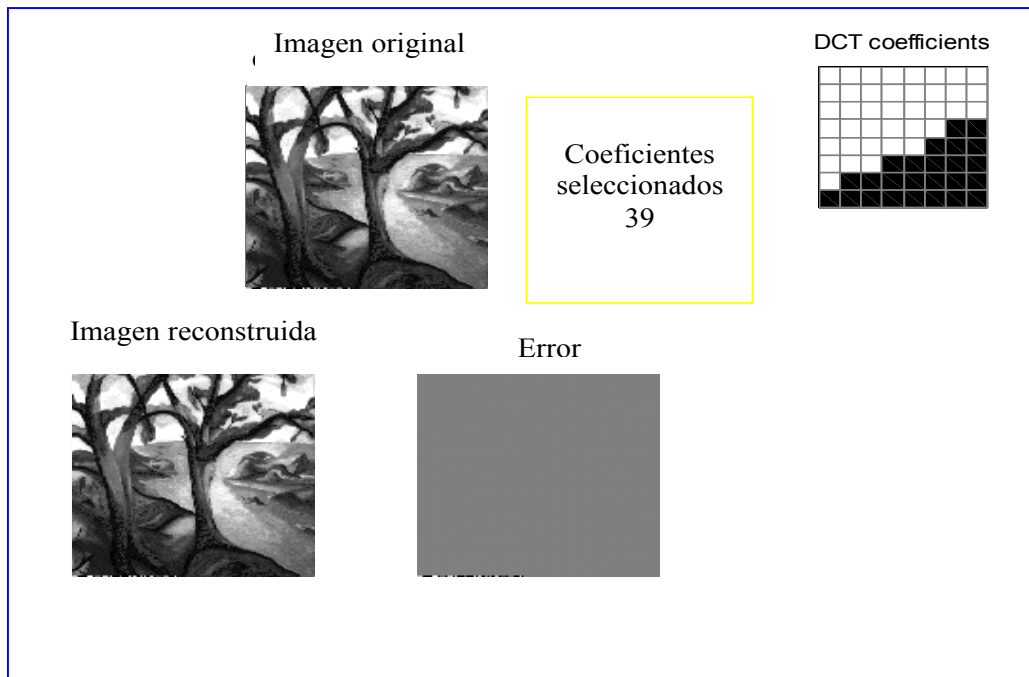 Imagen original
DCT coefficients
Coeficientes
seleccionados
39
Imagen reconstruida
Error